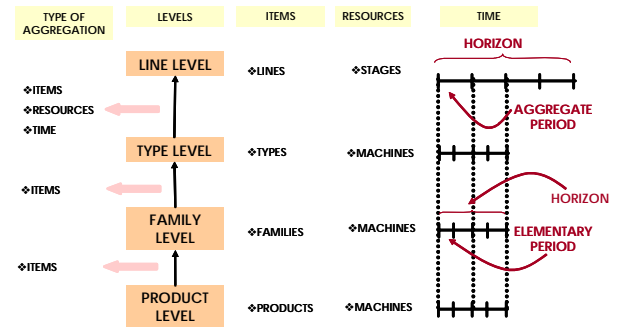 TYPE OF
AGGREGATION
LEVELS
ITEMS
RESOURCES
TIME
HORIZON
LINE LEVEL
❖LINES
❖STAGES
❖ITEMS
❖RESOURCES
❖TIME
AGGREGATE
PERIOD
TYPE LEVEL
❖TYPES
❖MACHINES
❖ITEMS
HORIZON
FAMILY
LEVEL
❖FAMILIES
❖MACHINES
ELEMENTARY
PERIOD
❖ITEMS
PRODUCT
LEVEL
❖PRODUCTS
❖MACHINES